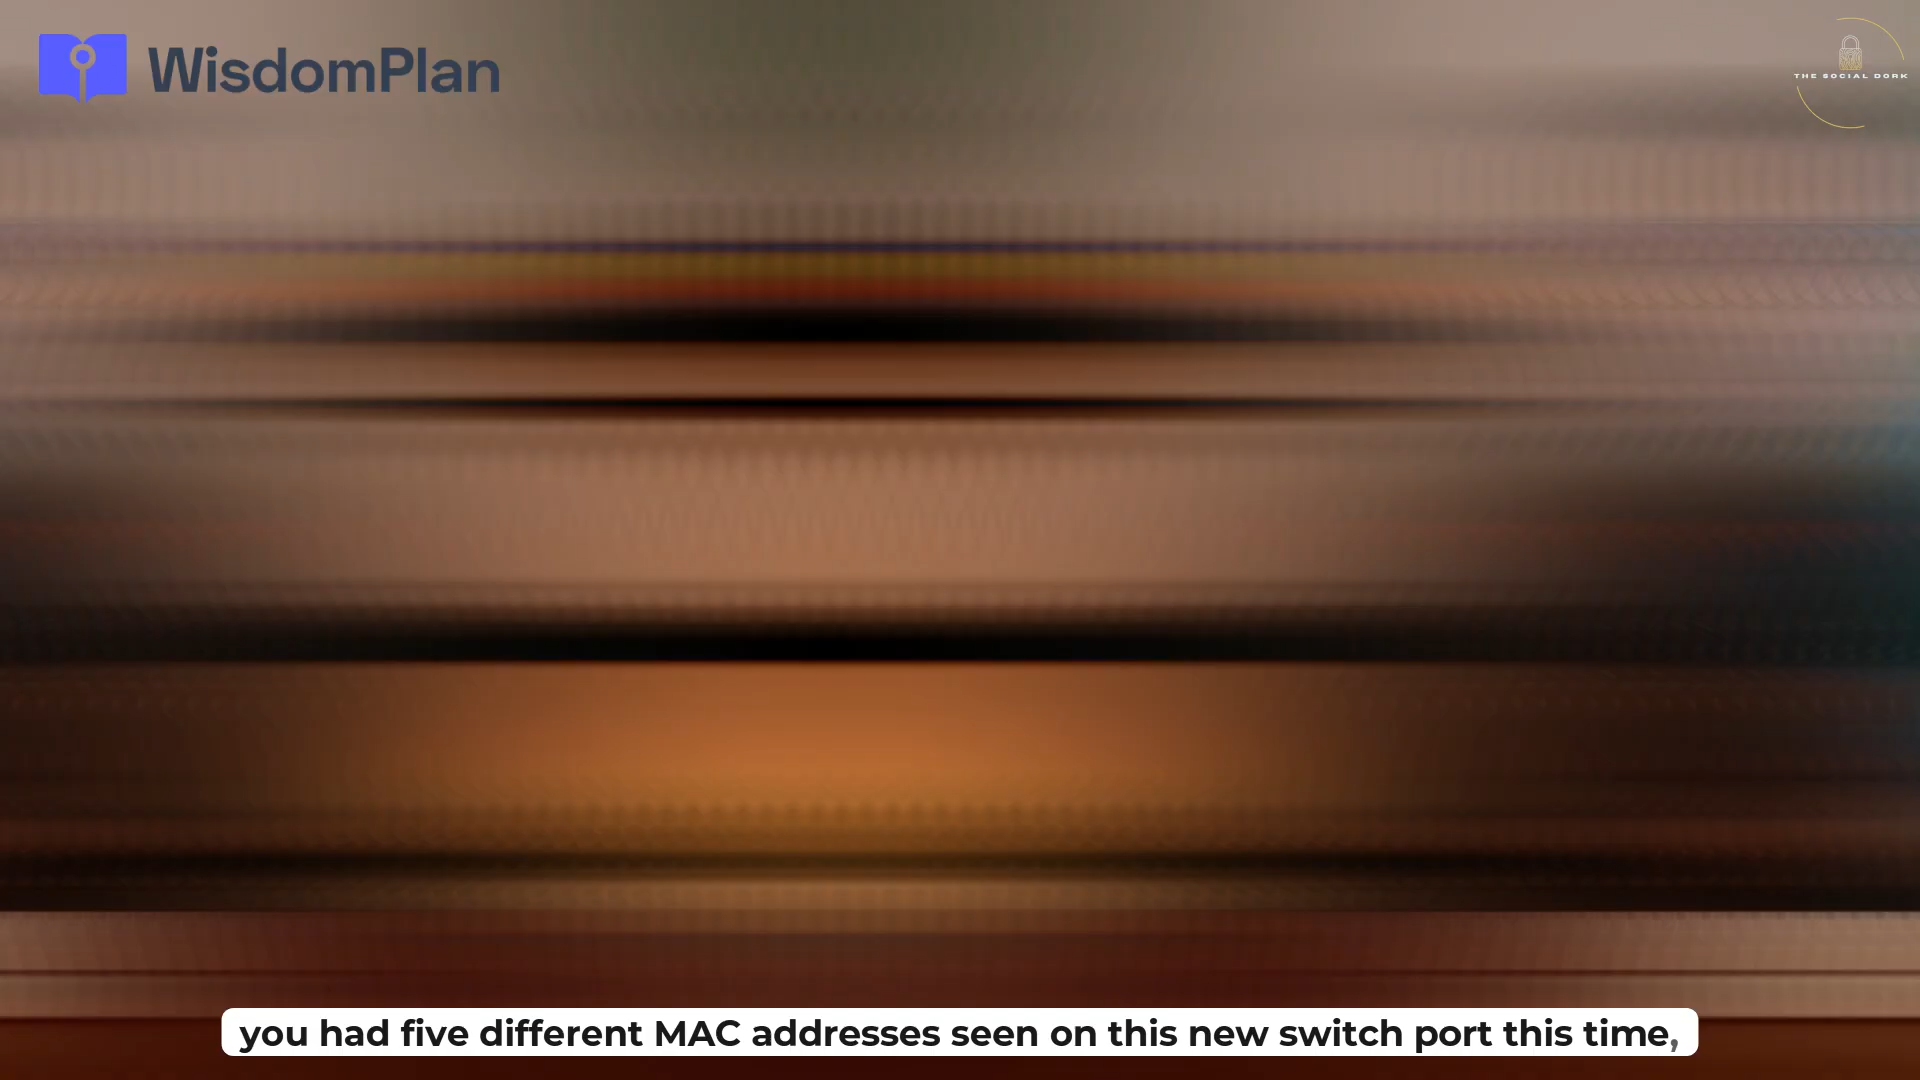 WisdomPlan
THE SOCIAL DORK
you had five different MAC addresses seen on this new switch port this time,